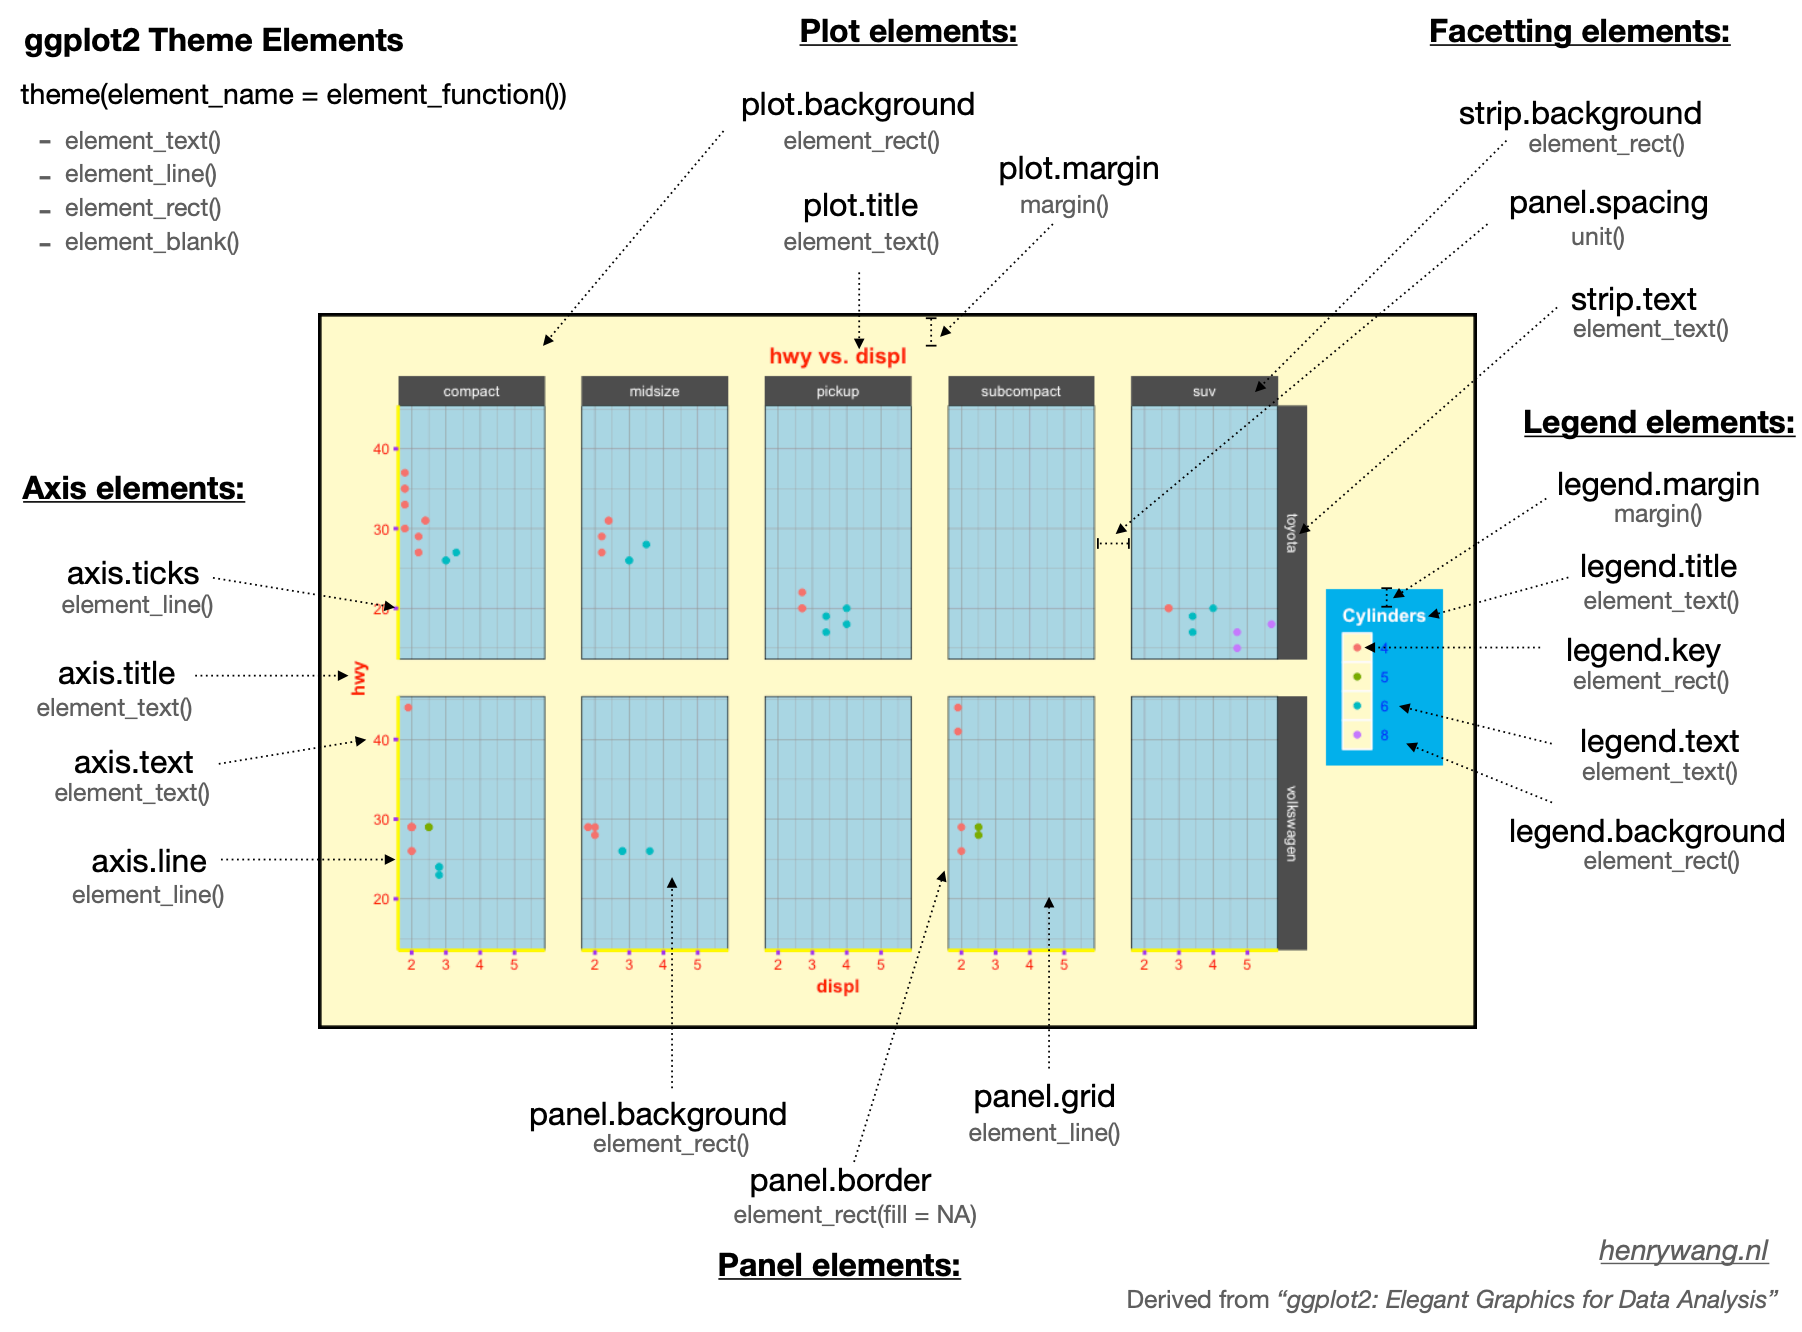 ggplot2 Theme Elements
theme(element_name = element_function())
- element_text()
- element_line()
- element_rect()
- element_blank()
Plot elements:
plot.background
element_rect()
plot.margin
margin()
plot.title
element_text()
Facetting elements:
strip.background
element_rect()
panel.spacing
unit()
strip.text
element_text()
Legend elements:
legend.margin
margin()
legend.title
element_text()
legend.key
element_rect()
legend.text
element_text()
legend.background
element_rect()
Axis elements:
axis.ticks
element_line()
axis.title
element_text()
axis.text
element_text()
axis.line
element_line()
hwy vs. displ
compact midsize pickup subcompact suv
40
30
20
toyota
hwy
40
30
20
volkswagen
2 3 4 5 2 3 4 5 2 3 4 5 2 3 4 5 2 3 4 5
displ
Cylinders
4
5
6
8
panel.background
element_rect()
panel.border
element_rect(fill = NA)
panel.grid
element_line()
Panel elements:
henrywang.nl
Derived from “ggplot2: Elegant Graphics for Data Analysis”